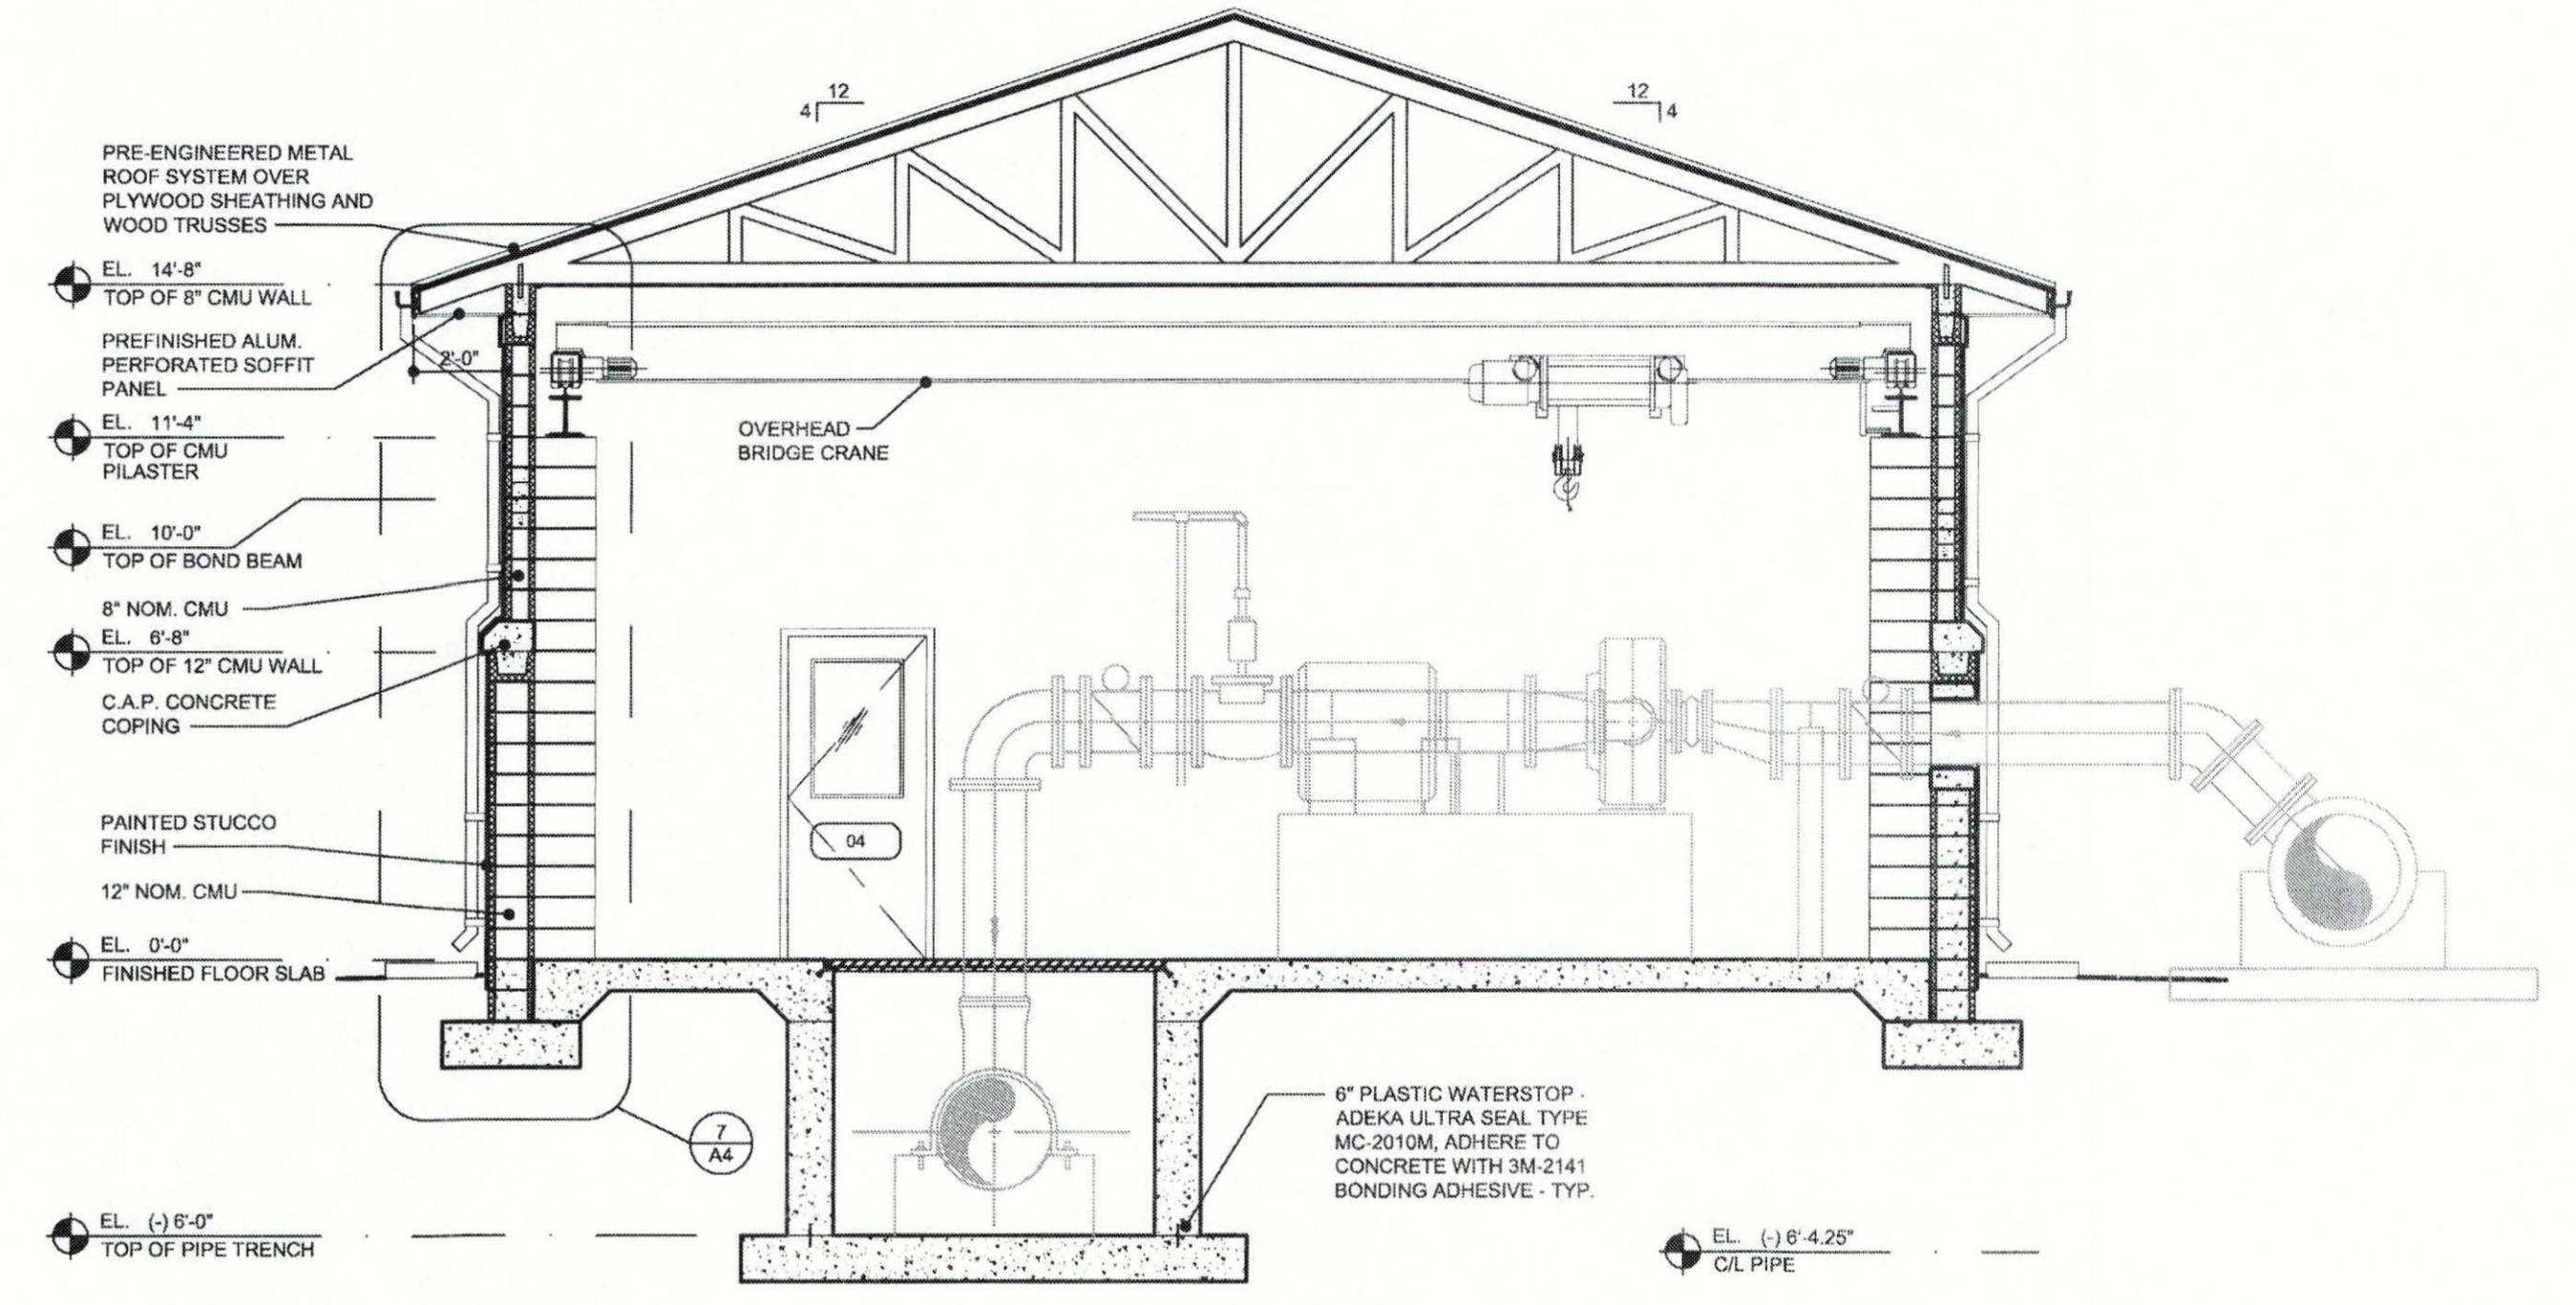 12
4
12
4
PRE-ENGINEERED METAL
ROOF SYSTEM OVER
PLYWOOD SHEATHING AND
WOOD TRUSSES
EL. 14'-8"
TOP OF 8" CMU WALL
PREFINISHED ALUM.
PERFORATED SOFFIT
PANEL
2'-0"
EL. 11'-4"
TOP OF CMU
PILASTER
OVERHEAD
BRIDGE CRANE
EL. 10'-0"
TOP OF BOND BEAM
8" NOM. CMU
EL. 6'-8"
TOP OF 12" CMU WALL
C.A.P. CONCRETE
COPING
PAINTED STUCCO
FINISH
04
12" NOM. CMU
EL. 0'-0"
FINISHED FLOOR SLAB
7
A4
6" PLASTIC WATERSTOP -
ADEKA ULTRA SEAL TYPE
MC-2010M, ADHERE TO
CONCRETE WITH 3M-2141
BONDING ADHESIVE - TYP.
EL. (-) 6'-0"
TOP OF PIPE TRENCH
EL. (-) 6'-4.25"
C/L PIPE